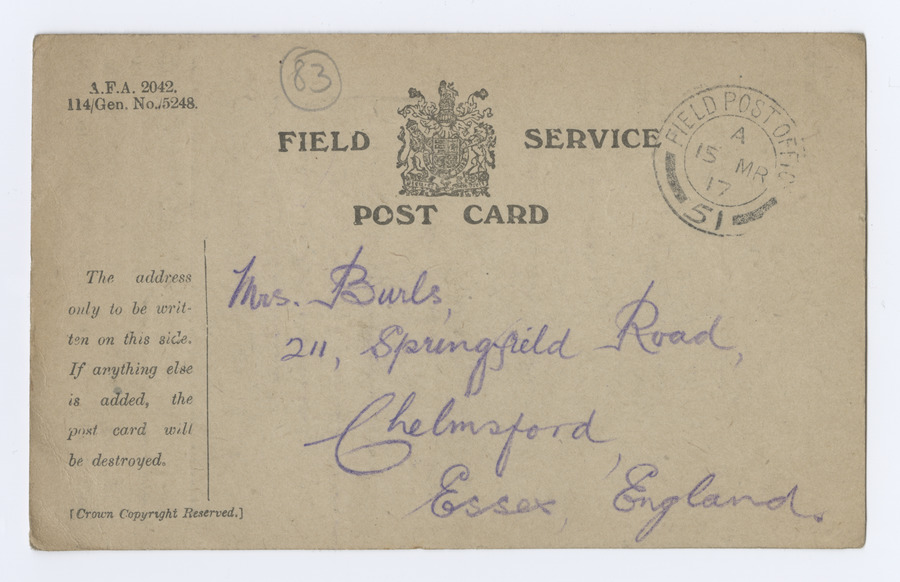 A.F.A. 2042.
114/Gen. No./5248.
83
FIELD SERVICE
POST CARD
FIELD POST OFFICE
A
15 MR
17
51
The address
only to be writ-
ten on this side.
If anything else
is added, the
post card will
be destroyed.
[Crown Copyright Reserved.]
Mrs. Burls,
211, Springfield Road,
Chelmsford,
Essex, England.